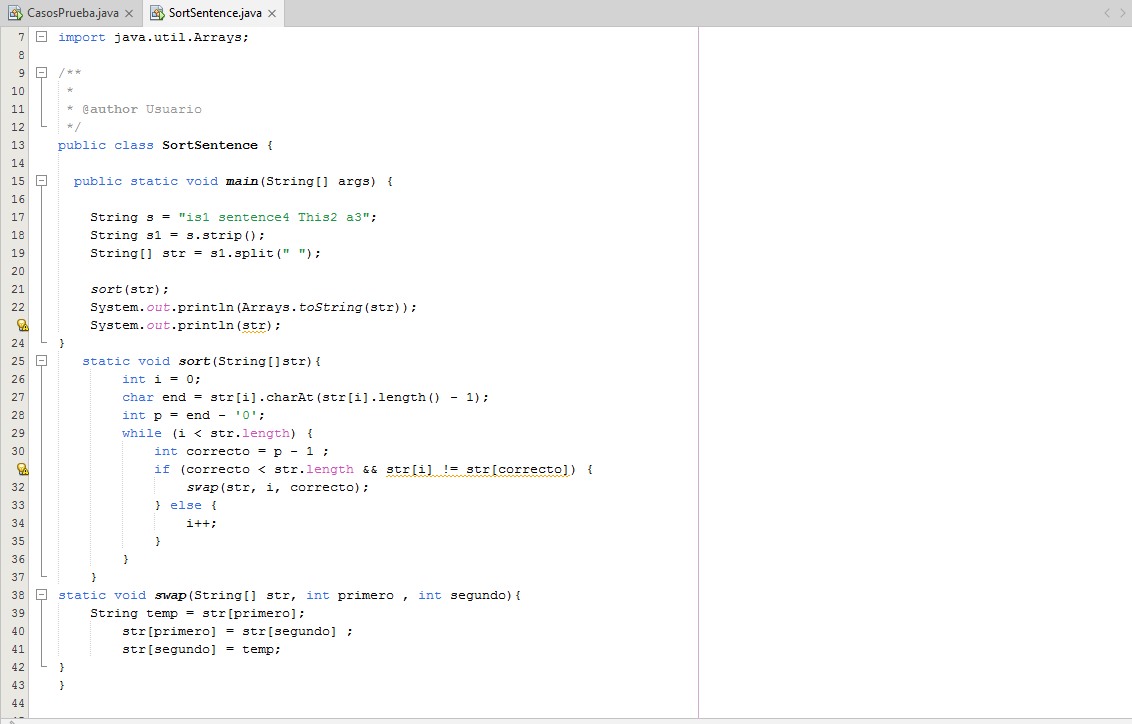 CasosPrueba.java SortSentence.java
7 import java.util.Arrays;
8
9 /**
10 *
11 * @author Usuario
12 */
13 public class SortSentence {
14
15 public static void main(String[] args) {
16
17 String s = "is1 sentence4 This2 a3";
18 String s1 = s.strip();
19 String[] str = s1.split(" ");
20
21 sort(str);
22 System.out.println(Arrays.toString(str));
System.out.println(str);
24 }
25 static void sort(String[]str){
26 int i = 0;
27 char end = str[i].charAt(str[i].length() - 1);
28 int p = end - '0';
29 while (i < str.length) {
30 int correcto = p - 1 ;
if (correcto < str.length && str[i] != str[correcto]) {
32 swap(str, i, correcto);
33 } else {
34 i++;
35 }
36 }
37 }
38 static void swap(String[] str, int primero , int segundo){
39 String temp = str[primero];
40 str[primero] = str[segundo] ;
41 str[segundo] = temp;
42 }
43 }
44